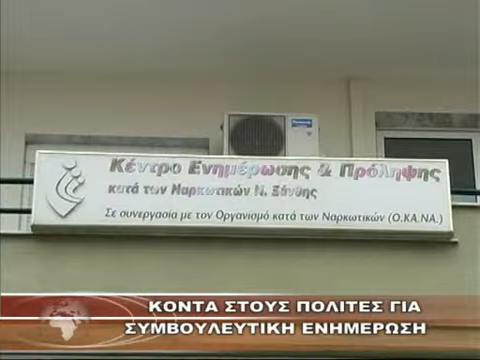 Κέντρο Ενημέρωσης & Πρόληψης
κατά των Ναρκωτικών Ν. Ξάνθης
Σε συνεργασία με τον Οργανισμό κατά των Ναρκωτικών (Ο.ΚΑ.ΝΑ.)
ΚΟΝΤΑ ΣΤΟΥΣ ΠΟΛΙΤΕΣ ΓΙΑ
ΣΥΜΒΟΥΛΕΥΤΙΚΗ ΕΝΗΜΕΡΩΣΗ